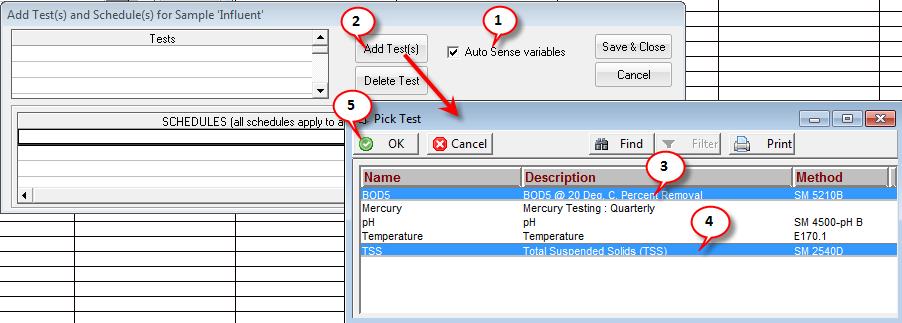 Add Test(s) and Schedule(s) for Sample 'Influent'
Tests
2
Add Test(s)
1
Auto Sense variables
Save & Close
Delete Test
Cancel
SCHEDULES (all schedules apply to a
5
Pick Test
OK
Cancel
Find
Filter
Print
Name Description Method
3
BOD5 BOD5 @ 20 Deg. C, Percent Removal SM 5210B
Mercury Mercury Testing : Quarterly
pH pH SM 4500-pH B
4
Temperature Temperature E170.1
TSS Total Suspended Solids (TSS) SM 2540D